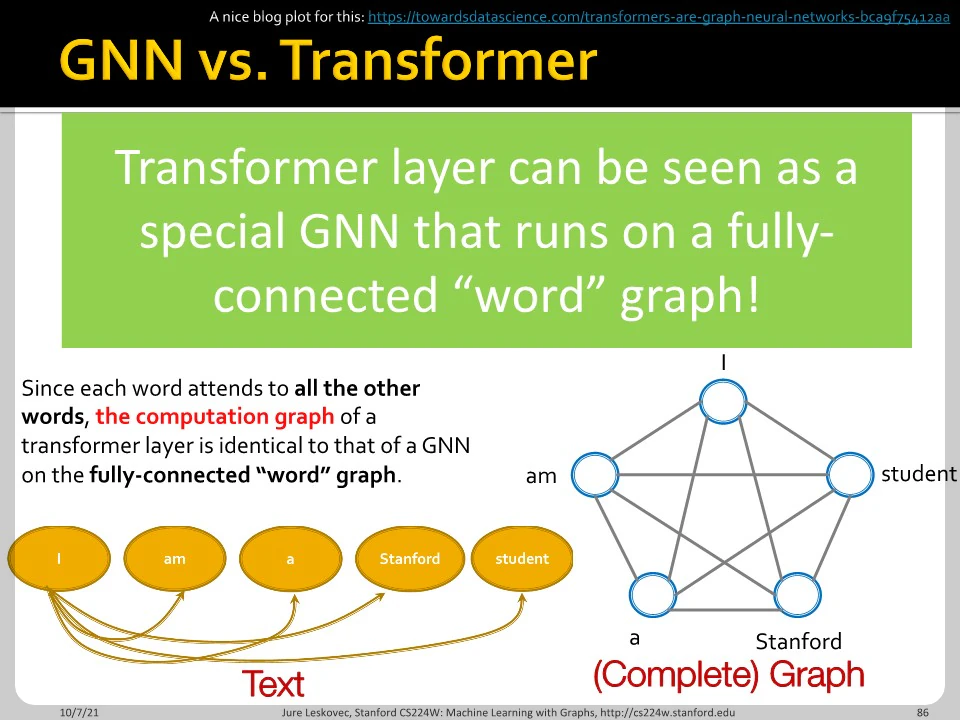 A nice blog plot for this: https://towardsdatascience.com/transformers-are-graph-neural-networks-bca9f75412aa
GNN vs. Transformer
Transformer layer can be seen as a
special GNN that runs on a fully-
connected “word” graph!
Since each word attends to all the other
words, the computation graph of a
transformer layer is identical to that of a GNN
on the fully-connected “word” graph.
I am a Stanford student
Text
I
am
student
a
Stanford
(Complete) Graph
10/7/21 Jure Leskovec, Stanford CS224W: Machine Learning with Graphs, http://cs224w.stanford.edu 86